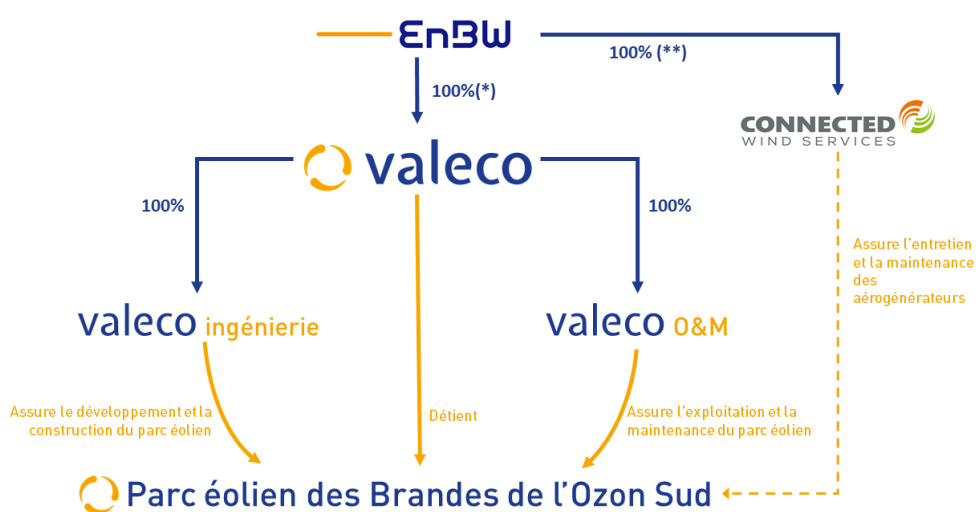 EnBW
100% (**)
100%(*)
CONNECTED
WIND SERVICES
valeco
100%
100%
Assure l'entretien
et la maintenance
des
aérogénérateurs
valeco ingénierie
valeco O&M
Assure le développement et la
construction du parc éolien
Détient
Assure l'exploitation et la
maintenance du parc éolien
Parc éolien des Brandes de l'Ozon Sud